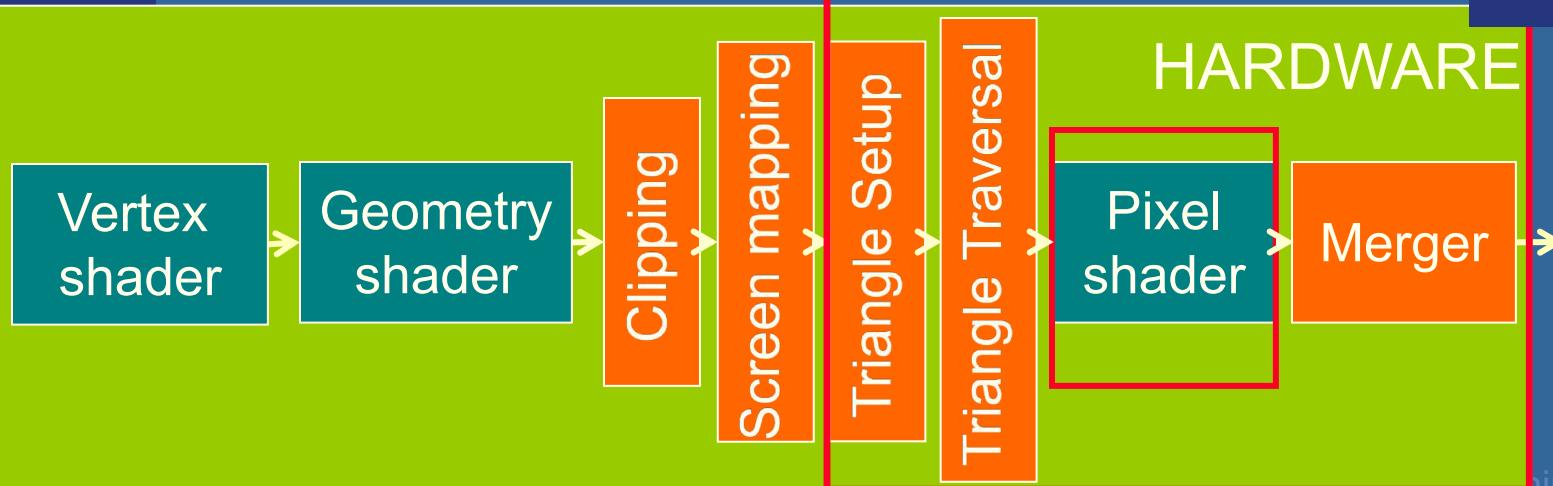 HARDWARE
Vertex
shader
Geometry
shader
Clipping
Screen mapping
Triangle Setup
Triangle Traversal
Pixel
shader
Merger